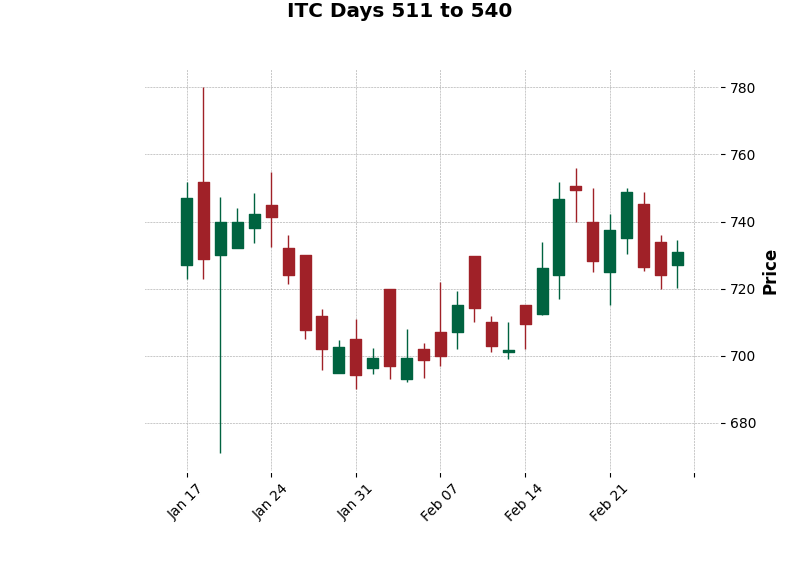 ITC Days 511 to 540
780
760
740
720
700
680
Price
Jan 17
Jan 24
Jan 31
Feb 07
Feb 14
Feb 21